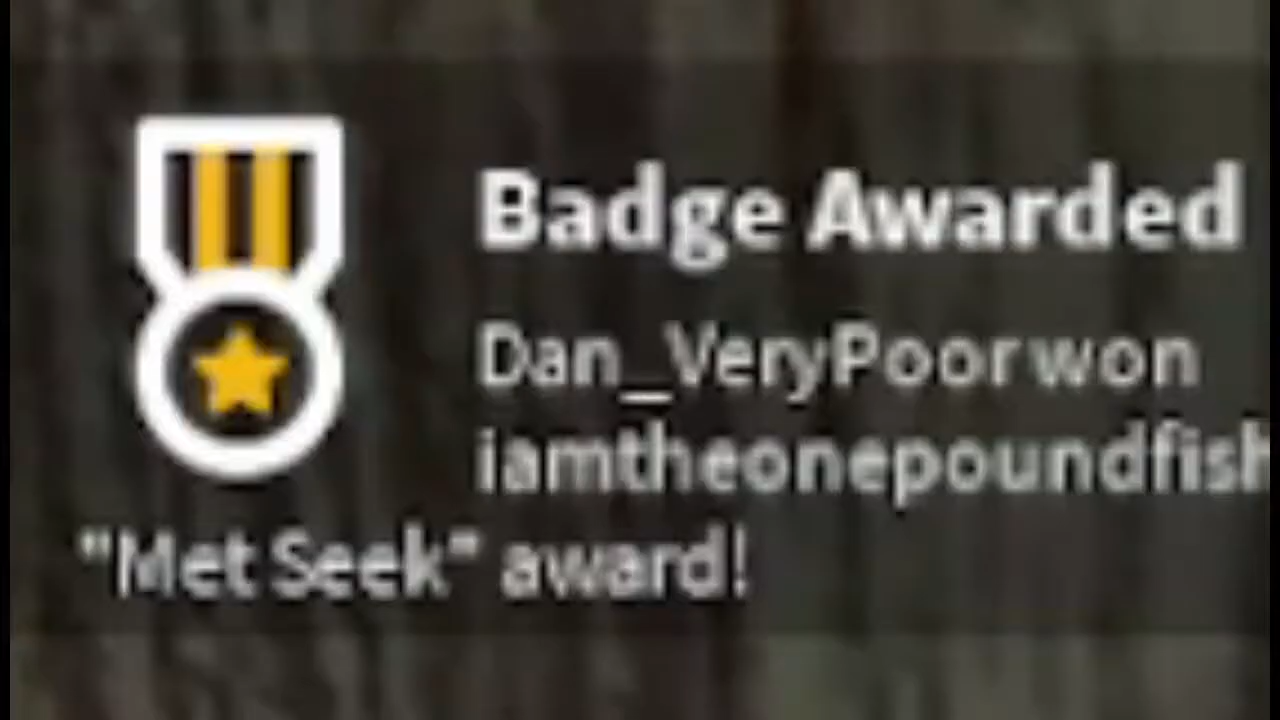 Badge Awarded
Dan_VeryPoor won
iamtheonepoundfish
"Met Seek" award!